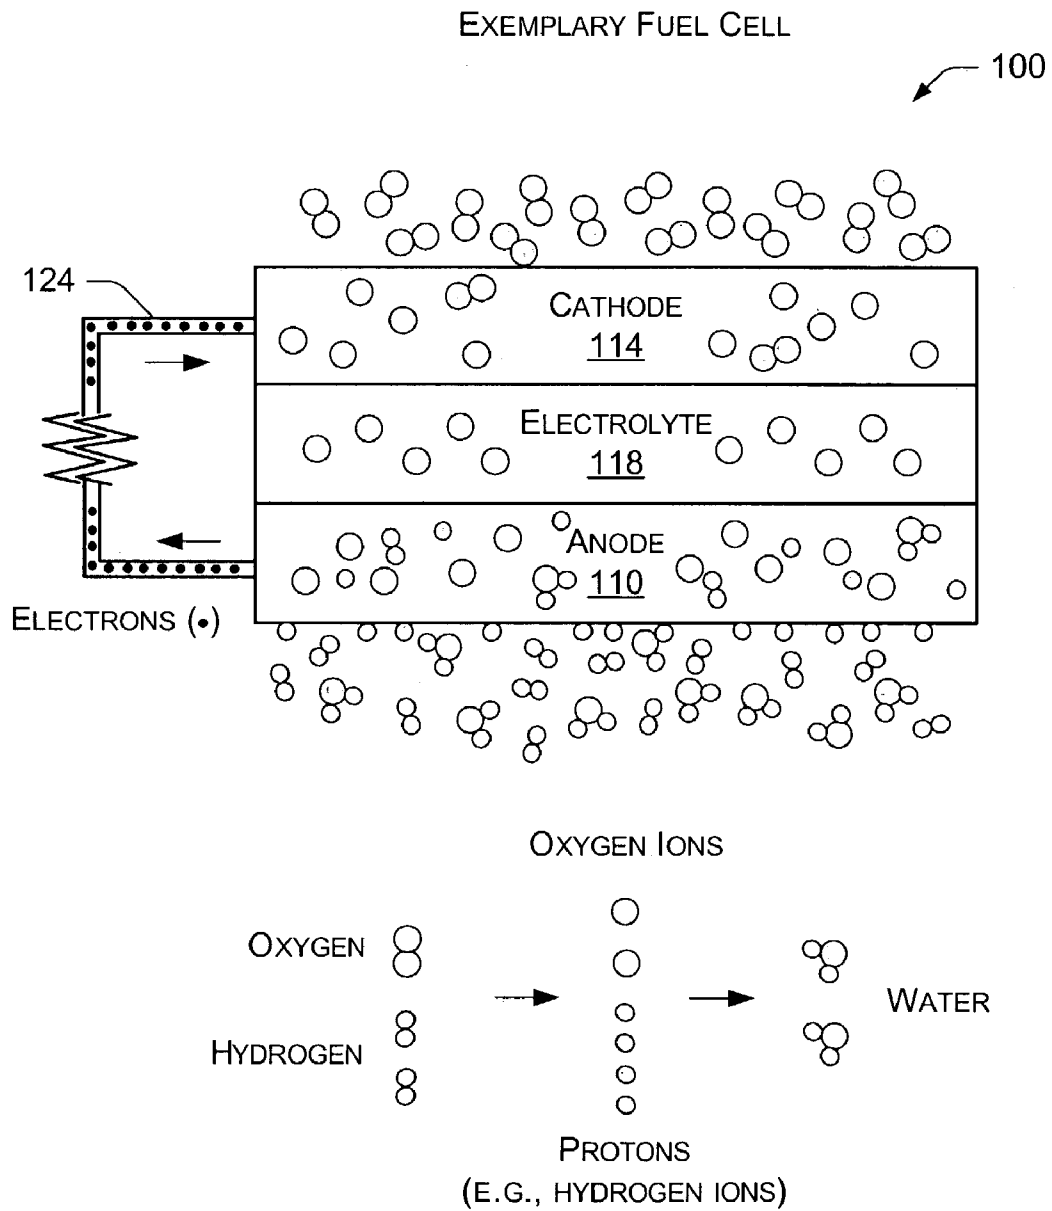 EXEMPLARY FUEL CELL
100
124
CATHODE
114
ELECTROLYTE
118
ANODE
110
ELECTRONS (•)
OXYGEN IONS
OXYGEN
HYDROGEN
WATER
PROTONS
(E.G., HYDROGEN IONS)